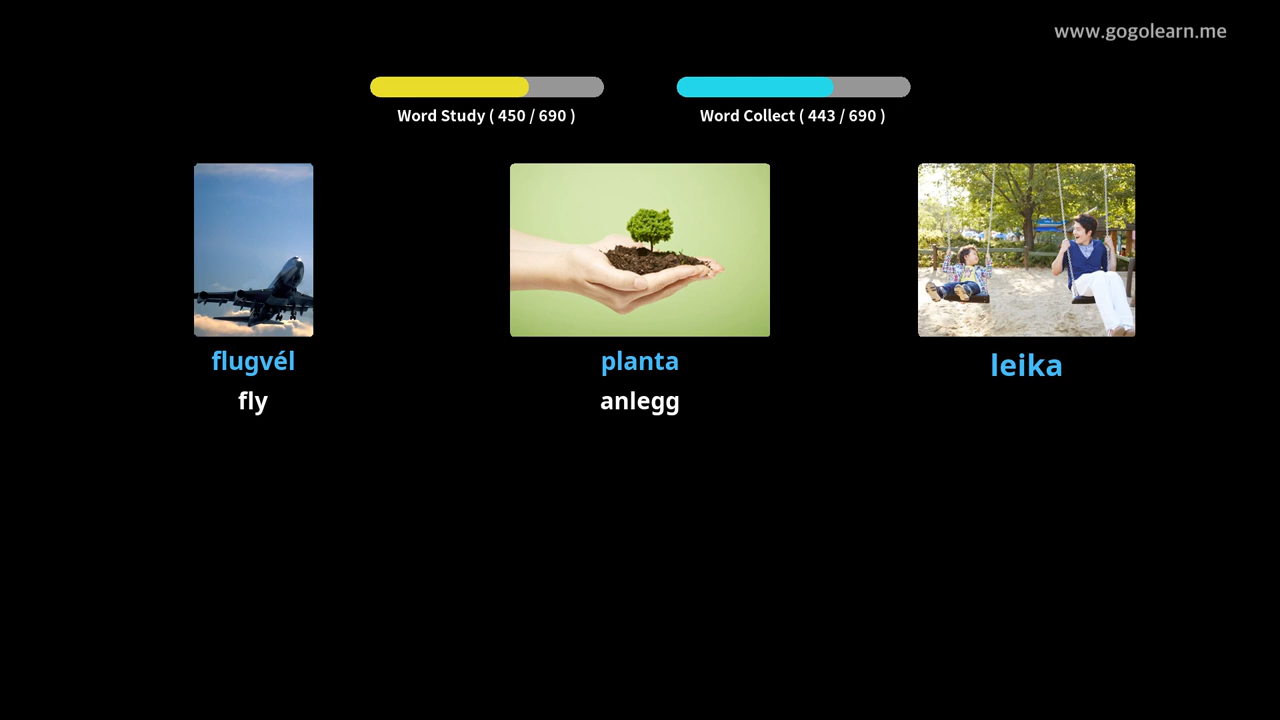 www.gogolearn.me
Word Study ( 450 / 690 )
Word Collect ( 443 / 690 )
flugvél
fly
planta
anlegg
leika